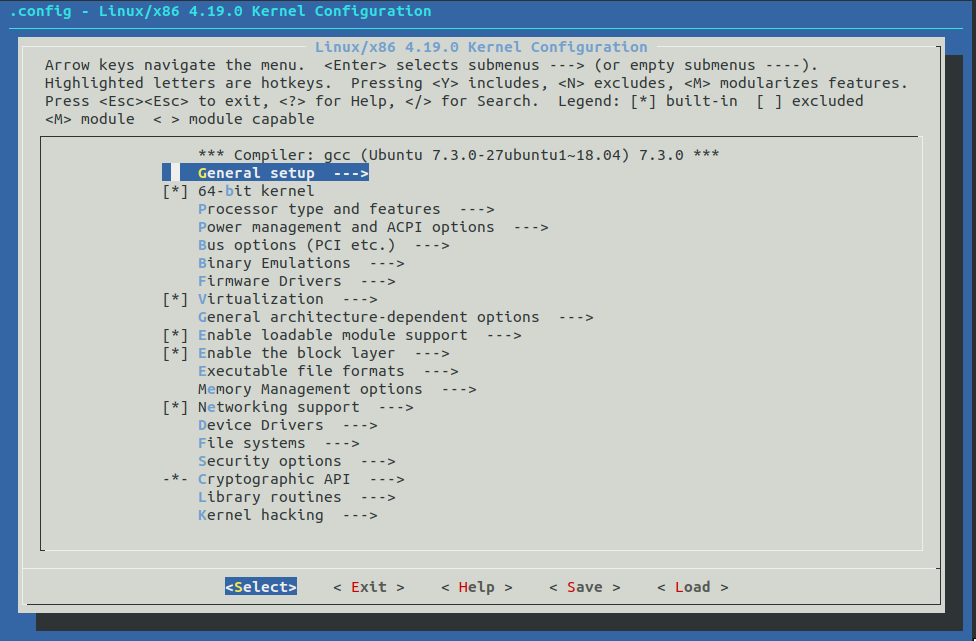 .config - Linux/x86 4.19.0 Kernel Configuration
Linux/x86 4.19.0 Kernel Configuration
Arrow keys navigate the menu.  <Enter> selects submenus ---> (or empty submenus ----).
Highlighted letters are hotkeys.  Pressing <Y> includes, <N> excludes, <M> modularizes features.
Press <Esc><Esc> to exit, <?> for Help, </> for Search.  Legend: [*] built-in  [ ] excluded
<M> module  < > module capable
*** Compiler: gcc (Ubuntu 7.3.0-27ubuntu1~18.04) 7.3.0 ***
General setup  --->
[*] 64-bit kernel
Processor type and features  --->
Power management and ACPI options  --->
Bus options (PCI etc.)  --->
Binary Emulations  --->
Firmware Drivers  --->
[*] Virtualization  --->
General architecture-dependent options  --->
[*] Enable loadable module support  --->
[*] Enable the block layer  --->
Executable file formats  --->
Memory Management options  --->
[*] Networking support  --->
Device Drivers  --->
File systems  --->
Security options  --->
-*- Cryptographic API  --->
Library routines  --->
Kernel hacking  --->
<Select>    < Exit >    < Help >    < Save >    < Load >